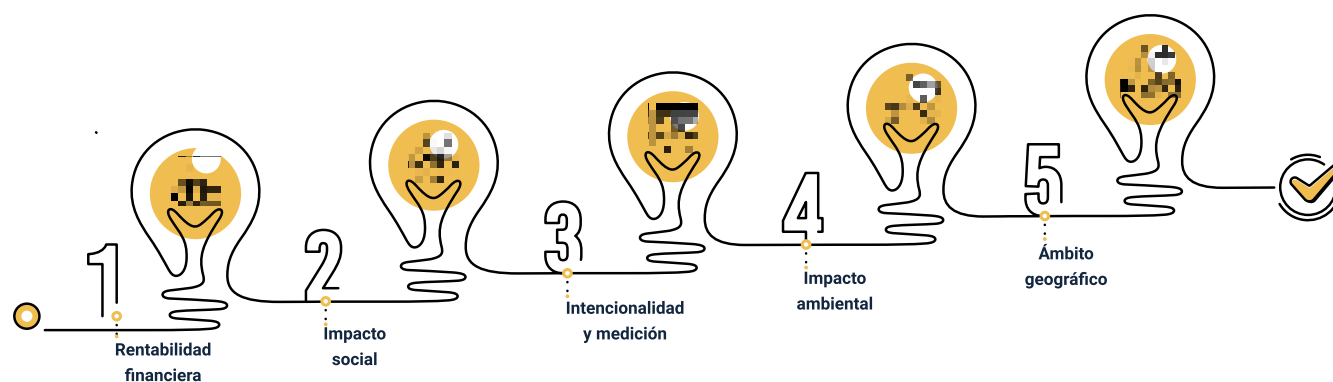 1
Rentabilidad
financiera
2
Impacto
social
3
Intencionalidad
y medición
4
Impacto
ambiental
5
Ámbito
geográfico